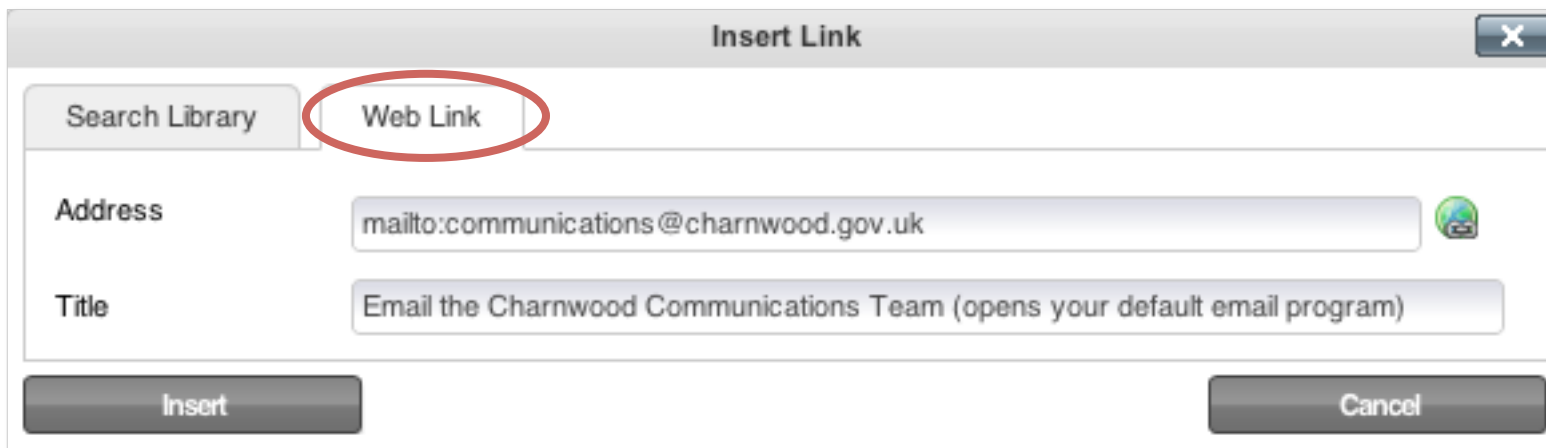 Insert Link
Search Library Web Link
Address mailto:communications@charnwood.gov.uk
Title Email the Charnwood Communications Team (opens your default email program)
Insert Cancel